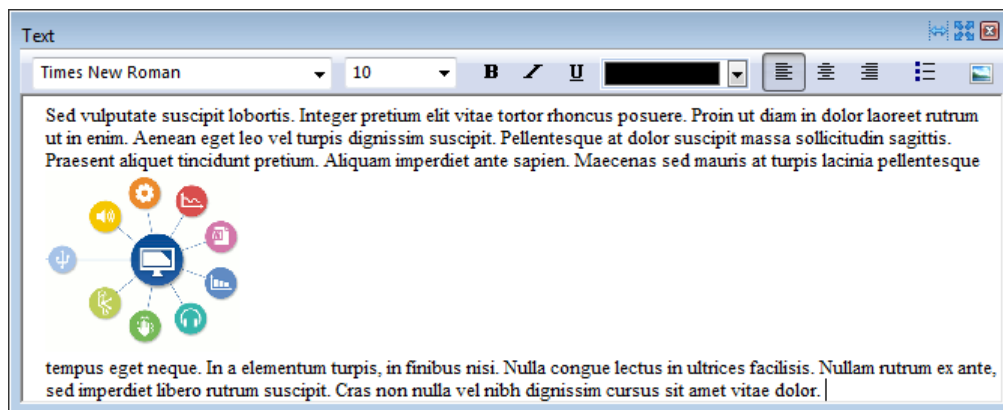 Text
Times New Roman 10 B I U
Sed vulputate suscipit lobortis. Integer pretium elit vitae tortor rhoncus posuere. Proin ut diam in dolor laoreet rutrum
ut in enim. Aenean eget leo vel turpis dignissim suscipit. Pellentesque at dolor suscipit massa sollicitudin sagittis.
Praesent aliquet tincidunt pretium. Aliquam imperdiet ante sapien. Maecenas sed mauris at turpis lacinia pellentesque
tempus eget neque. In a elementum turpis, in finibus nisi. Nulla congue lectus in ultrices facilisis. Nullam rutrum ex ante,
sed imperdiet libero rutrum suscipit. Cras non nulla vel nibh dignissim cursus sit amet vitae dolor.